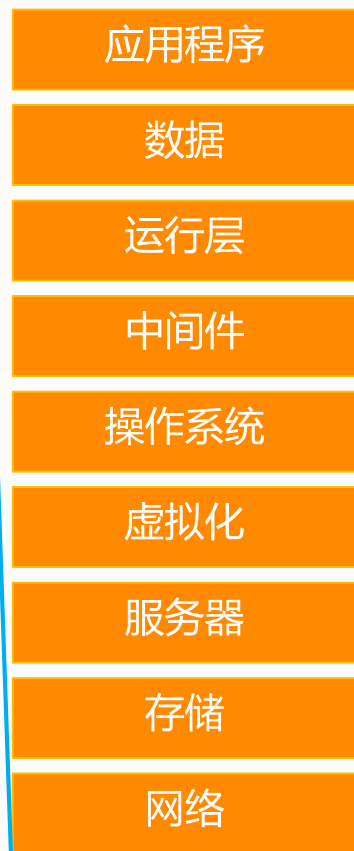 应用程序
数据
运行层
中间件
操作系统
虚拟化
服务器
存储
网络